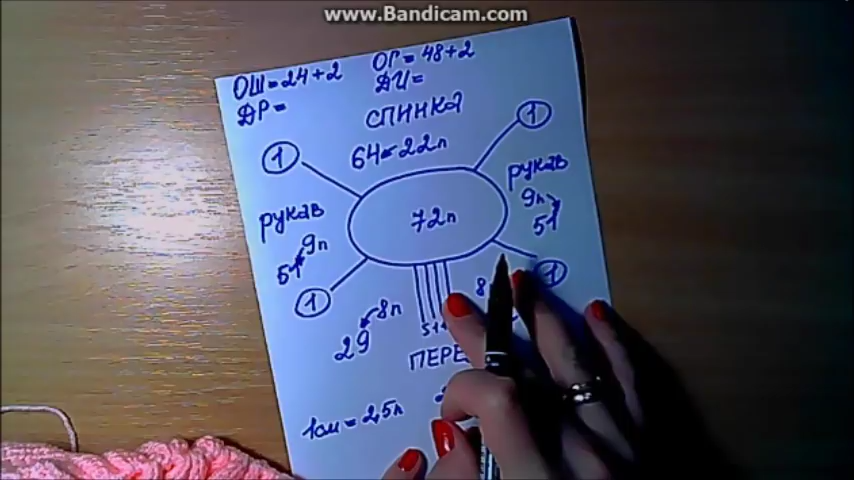 www.Bandicam.com
ОШ=24+2 ОГ=48+2
ДР= ДИ=
СПИНКА
1 1
64 22п
рукав 72п рукав
9п 9п
51 51
1 1
8п 8
29
ПЕРЕ
1см=2,5п